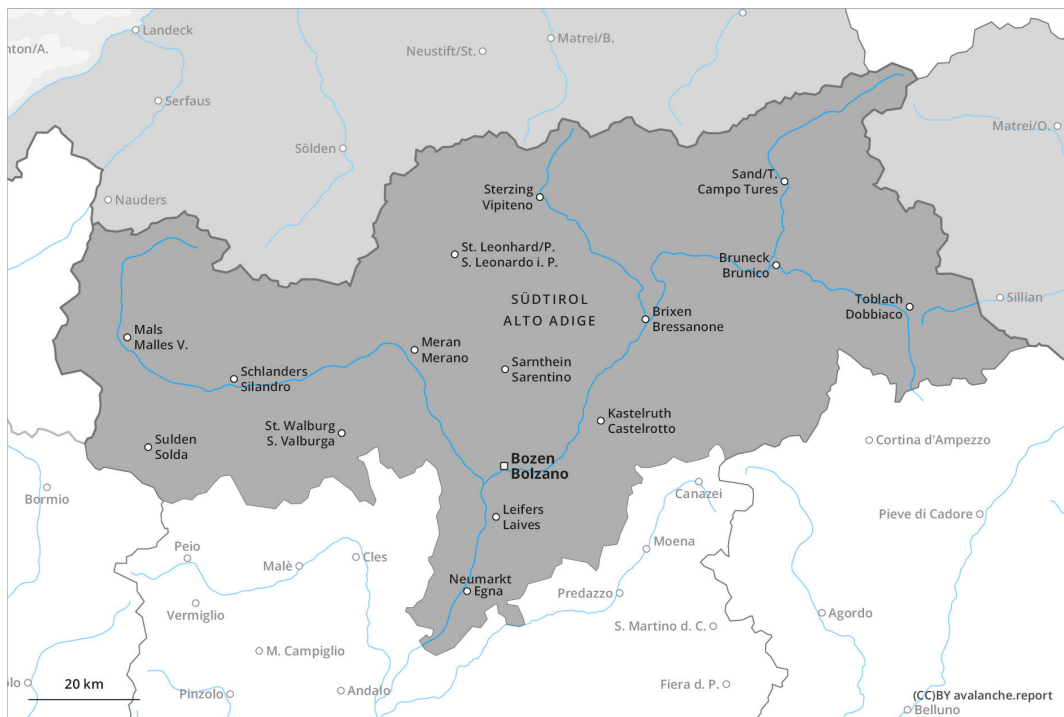 Landeck
nton/A.
Neustift/St.
Matrei/B.
Serfaus
Sölden
Matrei/O.
Nauders
Sterzing
Vipiteno
Sand/T.
Campo Tures
St. Leonhard/P.
S. Leonardo i. P.
Bruneck
Brunico
SÜDTIROL
ALTO ADIGE
Brixen
Bressanone
Toblach
Dobbiaco
Sillian
Mals
Malles V.
Meran
Merano
Schlanders
Silandro
Sarnthein
Sarentino
Kastelruth
Castelrotto
St. Walburg
S. Valburga
Sulden
Solda
Cortina d'Ampezzo
Bozen
Bolzano
Bormio
Canazei
Leifers
Laives
Pieve di Cadore
Peio
Malè
Cles
Moena
Neumarkt
Egna
Predazzo
Vermiglio
Agordo
S. Martino d. C.
M. Campiglio
olo
20 km
Pinzolo
Andalo
Fiera d. P.
(CC)BY avalanche.report
Belluno